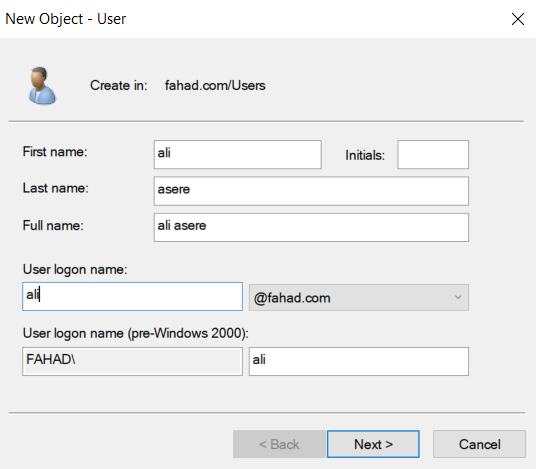 New Object - User
Create in: fahad.com/Users
First name: ali Initials:
Last name: asere
Full name: ali asere
User logon name:
ali @fahad.com
User logon name (pre-Windows 2000):
FAHAD\ ali
< Back Next > Cancel